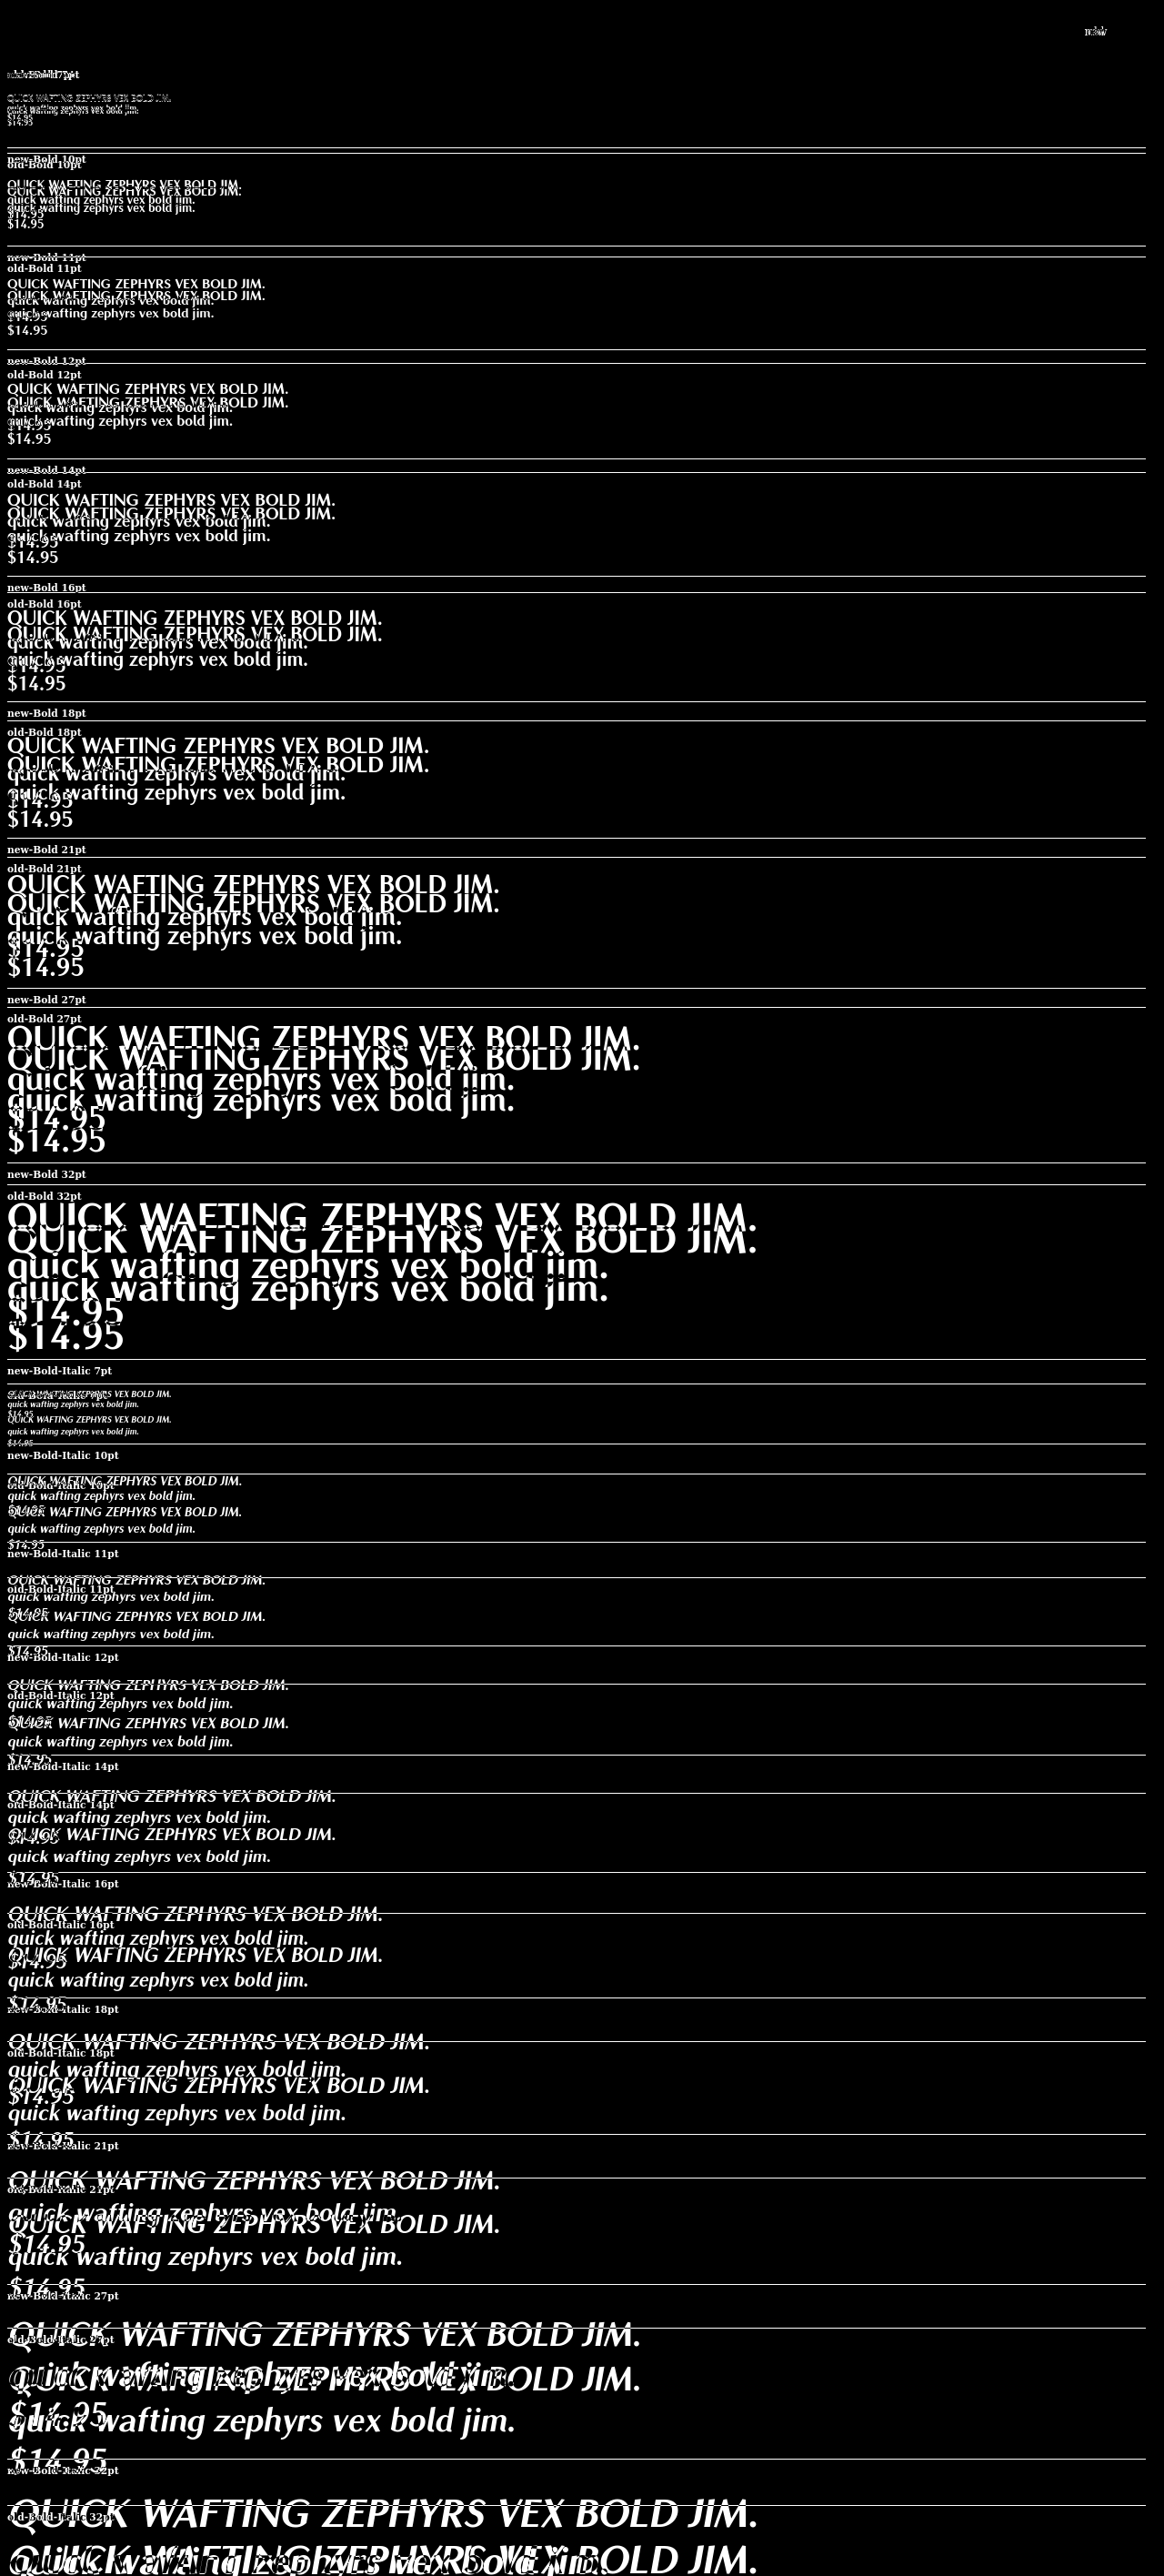 QUICK WAFTING ZEPHYRS VEX BOLD JIM.
quick wafting zephyrs vex bold jim.
quick wafting zephyrs vex bold jim.
$14.95
$14.95
new-Bold 10pt
old-Bold 10pt
QUICK WAFTING ZEPHYRS VEX BOLD JIM.
QUICK WAFTING ZEPHYRS VEX BOLD JIM.
quick wafting zephyrs vex bold jim.
quick wafting zephyrs vex bold jim.
$14.95
$14.95
new-Bold 11pt
old-Bold 11pt
QUICK WAFTING ZEPHYRS VEX BOLD JIM.
QUICK WAFTING ZEPHYRS VEX BOLD JIM.
quick wafting zephyrs vex bold jim.
quick wafting zephyrs vex bold jim.
$14.95
$14.95
new-Bold 12pt
old-Bold 12pt
QUICK WAFTING ZEPHYRS VEX BOLD JIM.
QUICK WAFTING ZEPHYRS VEX BOLD JIM.
quick wafting zephyrs vex bold jim.
quick wafting zephyrs vex bold jim.
$14.95
$14.95
new-Bold 14pt
old-Bold 14pt
QUICK WAFTING ZEPHYRS VEX BOLD JIM.
QUICK WAFTING ZEPHYRS VEX BOLD JIM.
quick wafting zephyrs vex bold jim.
quick wafting zephyrs vex bold jim.
$14.95
$14.95
new-Bold 16pt
old-Bold 16pt
QUICK WAFTING ZEPHYRS VEX BOLD JIM.
QUICK WAFTING ZEPHYRS VEX BOLD JIM.
quick wafting zephyrs vex bold jim.
quick wafting zephyrs vex bold jim.
$14.95
$14.95
new-Bold 18pt
old-Bold 18pt
QUICK WAFTING ZEPHYRS VEX BOLD JIM.
QUICK WAFTING ZEPHYRS VEX BOLD JIM.
quick wafting zephyrs vex bold jim.
quick wafting zephyrs vex bold jim.
$14.95
$14.95
new-Bold 21pt
old-Bold 21pt
QUICK WAFTING ZEPHYRS VEX BOLD JIM.
QUICK WAFTING ZEPHYRS VEX BOLD JIM.
quick wafting zephyrs vex bold jim.
quick wafting zephyrs vex bold jim.
$14.95
$14.95
new-Bold 27pt
old-Bold 27pt
QUICK WAFTING ZEPHYRS VEX BOLD JIM.
QUICK WAFTING ZEPHYRS VEX BOLD JIM.
quick wafting zephyrs vex bold jim.
quick wafting zephyrs vex bold jim.
$14.95
$14.95
new-Bold 32pt
old-Bold 32pt
QUICK WAFTING ZEPHYRS VEX BOLD JIM.
QUICK WAFTING ZEPHYRS VEX BOLD JIM.
quick wafting zephyrs vex bold jim.
quick wafting zephyrs vex bold jim.
$14.95
$14.95
new-Bold-Italic 7pt
QUICK WAFTING ZEPHYRS VEX BOLD JIM.
quick wafting zephyrs vex bold jim.
$14.95
QUICK WAFTING ZEPHYRS VEX BOLD JIM.
quick wafting zephyrs vex bold jim.
$14.95
new-Bold-Italic 10pt
QUICK WAFTING ZEPHYRS VEX BOLD JIM.
old-Bold-Italic 10pt
quick wafting zephyrs vex bold jim.
$14.95
QUICK WAFTING ZEPHYRS VEX BOLD JIM.
quick wafting zephyrs vex bold jim.
$14.95
new-Bold-Italic 11pt
QUICK WAFTING ZEPHYRS VEX BOLD JIM.
old-Bold-Italic 11pt
quick wafting zephyrs vex bold jim.
$14.95
QUICK WAFTING ZEPHYRS VEX BOLD JIM.
quick wafting zephyrs vex bold jim.
$14.95
new-Bold-Italic 12pt
QUICK WAFTING ZEPHYRS VEX BOLD JIM.
old-Bold-Italic 12pt
quick wafting zephyrs vex bold jim.
$14.95
QUICK WAFTING ZEPHYRS VEX BOLD JIM.
quick wafting zephyrs vex bold jim.
$14.95
new-Bold-Italic 14pt
QUICK WAFTING ZEPHYRS VEX BOLD JIM.
old-Bold-Italic 14pt
quick wafting zephyrs vex bold jim.
QUICK WAFTING ZEPHYRS VEX BOLD JIM.
$14.95
quick wafting zephyrs vex bold jim.
$14.95
new-Bold-Italic 16pt
QUICK WAFTING ZEPHYRS VEX BOLD JIM.
old-Bold-Italic 16pt
quick wafting zephyrs vex bold jim.
QUICK WAFTING ZEPHYRS VEX BOLD JIM.
$14.95
quick wafting zephyrs vex bold jim.
$14.95
new-Bold-Italic 18pt
QUICK WAFTING ZEPHYRS VEX BOLD JIM.
old-Bold-Italic 18pt
quick wafting zephyrs vex bold jim.
QUICK WAFTING ZEPHYRS VEX BOLD JIM.
$14.95
quick wafting zephyrs vex bold jim.
$14.95
new-Bold-Italic 21pt
QUICK WAFTING ZEPHYRS VEX BOLD JIM.
old-Bold-Italic 21pt
quick wafting zephyrs vex bold jim.
QUICK WAFTING ZEPHYRS VEX BOLD JIM.
$14.95
quick wafting zephyrs vex bold jim.
$14.95
new-Bold-Italic 27pt
QUICK WAFTING ZEPHYRS VEX BOLD JIM.
old-Bold-Italic 27pt
quick wafting zephyrs vex bold jim.
QUICK WAFTING ZEPHYRS VEX BOLD JIM.
$14.95
quick wafting zephyrs vex bold jim.
$14.95
new-Bold-Italic 32pt
QUICK WAFTING ZEPHYRS VEX BOLD JIM.
old-Bold-Italic 32pt
QUICK WAFTING ZEPHYRS VEX BOLD JIM.
quick wafting zephyrs vex bold jim.